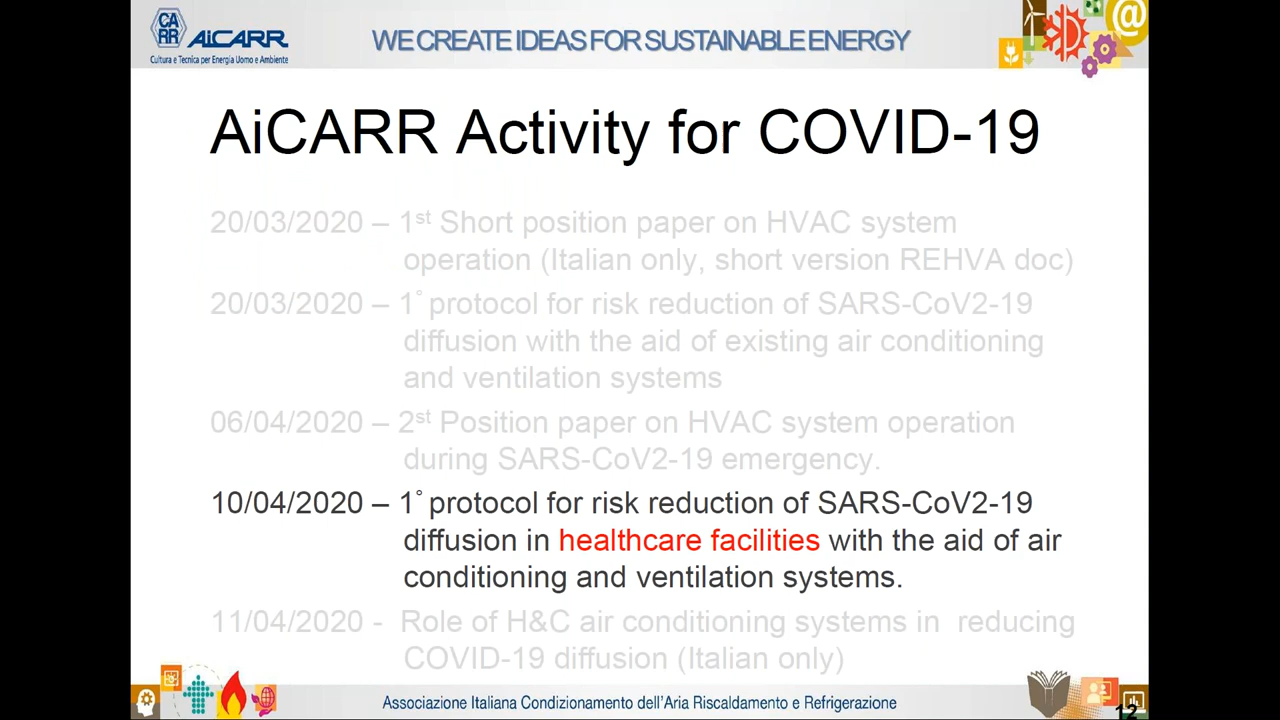 CA
RR
AiCARR
Cultura e Tecnica per Energia Uomo e Ambiente
WE CREATE IDEAS FOR SUSTAINABLE ENERGY
@
AiCARR Activity for COVID-19
20/03/2020 – 1st Short position paper on HVAC system
operation (Italian only, short version REHVA doc)
20/03/2020 – 1° protocol for risk reduction of SARS-CoV2-19
diffusion with the aid of existing air conditioning
and ventilation systems
06/04/2020 – 2st Position paper on HVAC system operation
during SARS-CoV2-19 emergency.
10/04/2020 – 1° protocol for risk reduction of SARS-CoV2-19
diffusion in healthcare facilities with the aid of air
conditioning and ventilation systems.
11/04/2020 - Role of H&C air conditioning systems in  reducing
COVID-19 diffusion (Italian only)
Associazione Italiana Condizionamento dell'Aria Riscaldamento e Refrigerazione
12